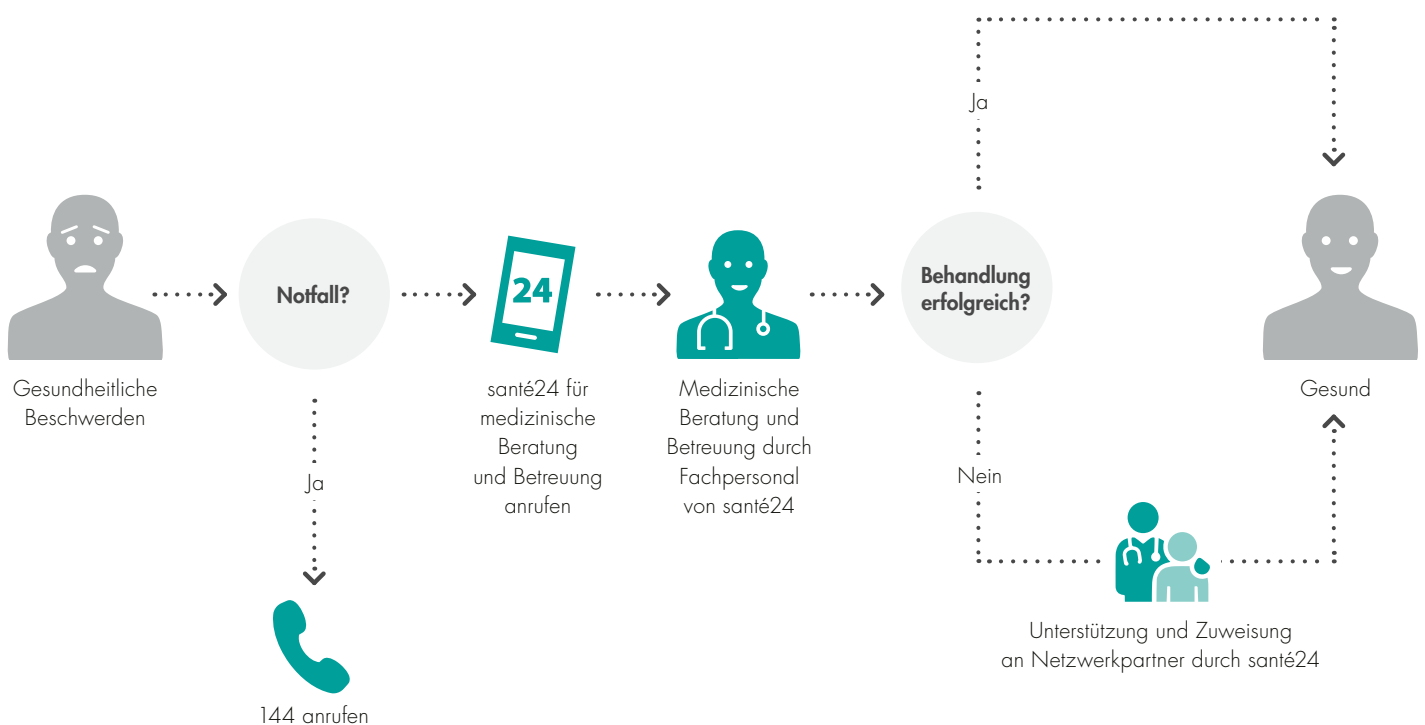 Ja
Notfall?
24
Behandlung
erfolgreich?
Gesundheitliche
Beschwerden
santé24 für
medizinische
Beratung
und Betreuung
anrufen
Medizinische
Beratung und
Betreuung durch
Fachpersonal
von santé24
Gesund
Ja
Nein
Unterstützung und Zuweisung
an Netzwerkpartner durch santé24
144 anrufen